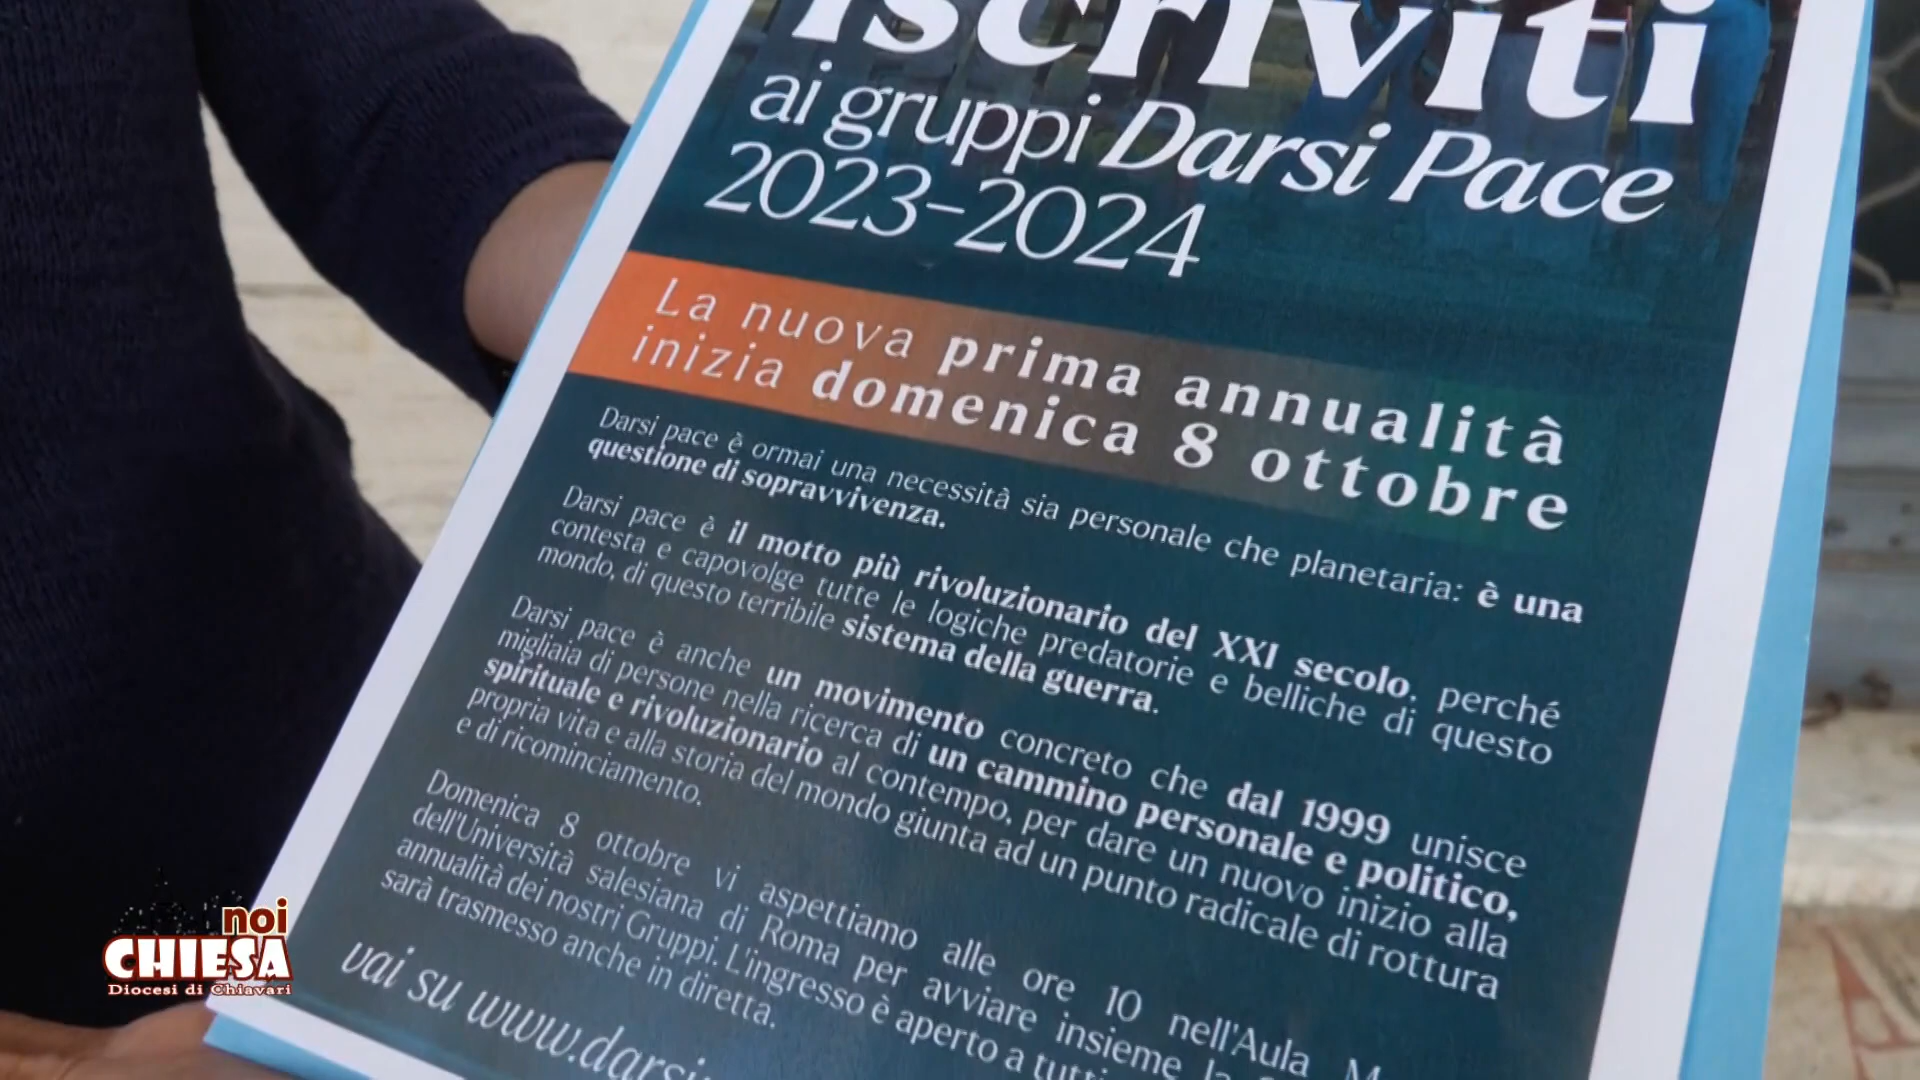 iscriviti
ai gruppi Darsi Pace
2023-2024
La nuova prima annualità
inizia domenica 8 ottobre
Darsi pace è ormai una necessità sia personale che planetaria: è una
questione di sopravvivenza.
Darsi pace è il motto più rivoluzionario del XXI secolo, perché
contesta e capovolge tutte le logiche predatorie e belliche di questo
mondo, di questo terribile sistema della guerra.
Darsi pace è anche un movimento concreto che dal 1999 unisce
migliaia di persone nella ricerca di un cammino personale e politico,
spirituale e rivoluzionario al contempo, per dare un nuovo inizio alla
propria vita e alla storia del mondo giunta ad un punto radicale di rottura
e di ricominciamento.
Domenica 8 ottobre vi aspettiamo alle ore 10 nell'Aula
dell'Università salesiana di Roma per avviare insieme la
annualità dei nostri Gruppi. L'ingresso è aperto a tutti
sarà trasmesso anche in diretta.
vai su www.darsi
noi
CHIESA
Diocesi di Chiavari